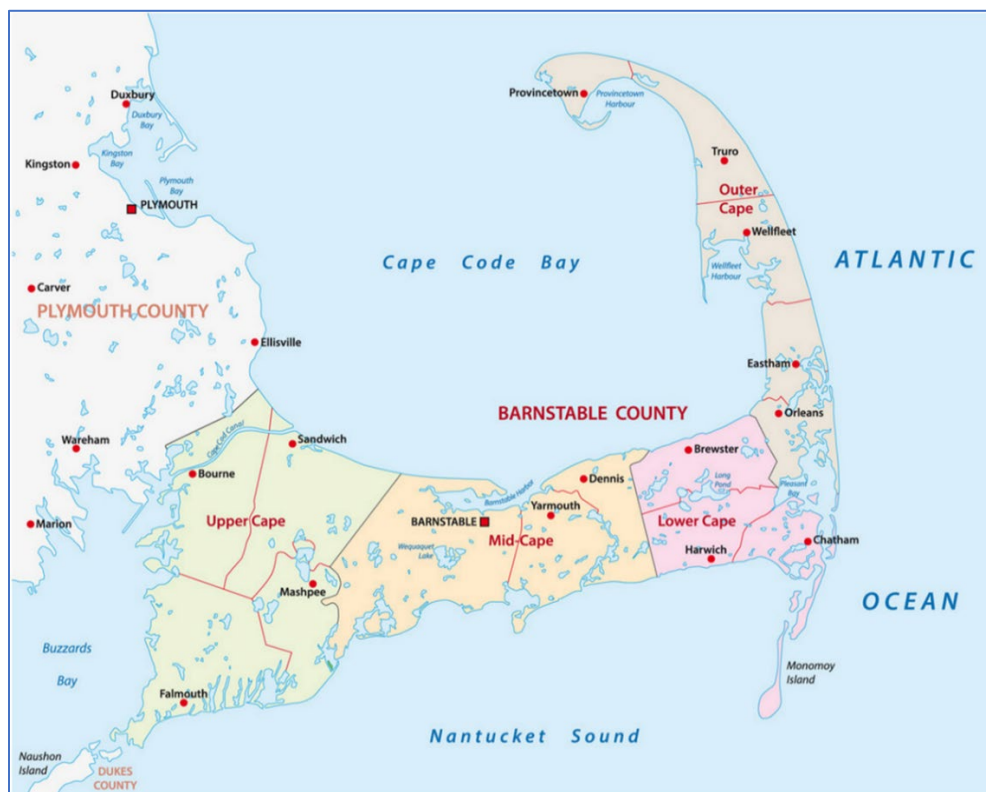 Duxbury
Duxbury
Bay
Kingston
Kingston
Bay
Plymouth
Bay
PLYMOUTH
Carver
PLYMOUTH COUNTY
Ellisville
Wareham
Marion
Provincetown
Provincetown
Harbour
Truro
Outer
Cape
Wellfleet
Wellfleet
Harbour
Cape Code Bay
ATLANTIC
Eastham
BARNSTABLE COUNTY
Orleans
Cape Cod Canal
Sandwich
Bourne
Upper Cape
Mashpee
Falmouth
Barnstable Harbor
Dennis
BARNSTABLE
Yarmouth
Mid-Cape
Wequaquet
Lake
Brewster
Long
Pond
Pleasant
Bay
Lower Cape
Harwich
Chatham
OCEAN
Monomoy
Island
Buzzards
Bay
Nantucket Sound
Naushon
Island
DUKES
COUNTY